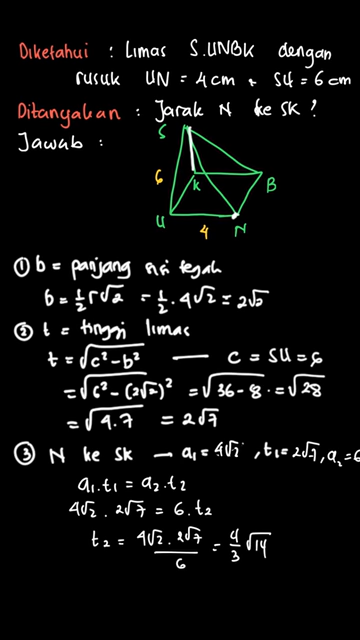 Diketahui : Limas S.UNBK dengan
rusuk UN = 4 cm & SU = 6 cm
Ditanyakan : Jarak N ke SK ?
Jawab :
S
6
K
B
U
4
N
① b = panjang sisi tegah
b = ½ r√2 = ½ . 4√2 = 2√2
② t = tinggi limas
t = √(c² - b²) — c = SU = 6
= √(6² - (2√2)²) = √(36 - 8) = √28
= √(4.7) = 2√7
③ N ke SK → a₁ = 4√2, t₁ = 2√7, a₂ = 6
a₁ . t₁ = a₂ . t₂
4√2 . 2√7 = 6 . t₂
t₂ = (4√2 . 2√7)/6 = 4/3 √14